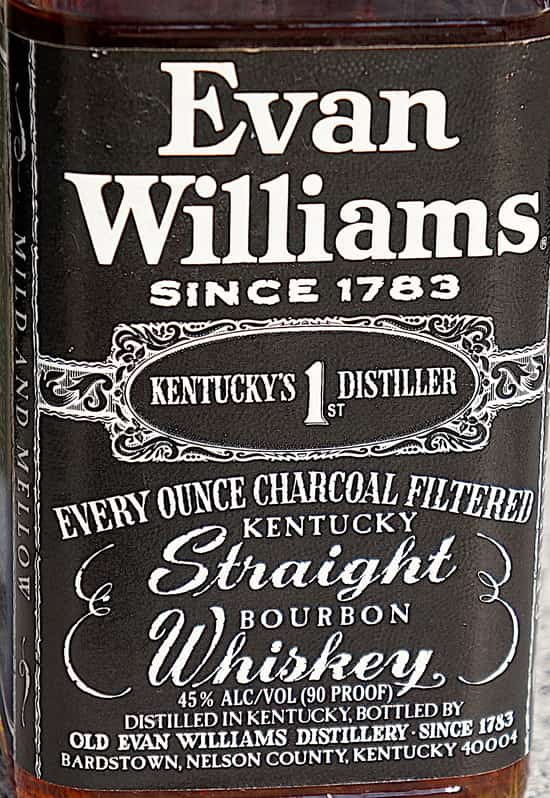 Evan
Williams®
SINCE 1783
KENTUCKY'S 1ST DISTILLER
EVERY OUNCE CHARCOAL FILTERED
KENTUCKY
Straight
BOURBON
Whiskey
45% ALC/VOL (90 PROOF)
DISTILLED IN KENTUCKY, BOTTLED BY
OLD EVAN WILLIAMS DISTILLERY · SINCE 1783
BARDSTOWN, NELSON COUNTY, KENTUCKY 40004
MILD AND MELLOW